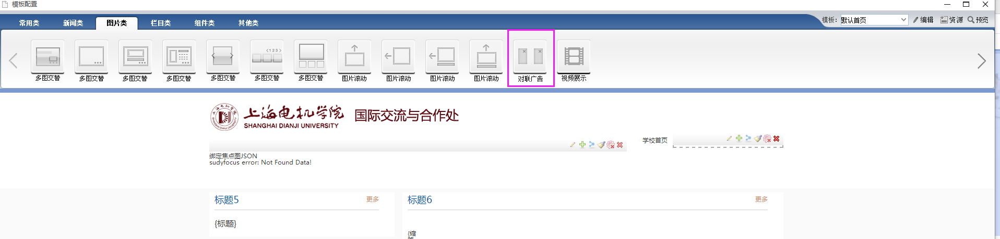 模板配置
常用类 新闻类 图片类 栏目类 组件类 其他类
模板： 默认首页 编辑 资源 预览
<123>
多图交替 多图交替 多图交替 多图交替 多图交替 多图交替 多图交替 图片滚动 图片滚动 图片滚动 图片滚动 对联广告 视频展示
上海电机学院 国际交流与合作处
SHANGHAI DIANJI UNIVERSITY
学校首页
绑定焦点图JSON
sudyfocus error: Not Found Data!
标题5 更多 标题6 更多
{标题}
{缩